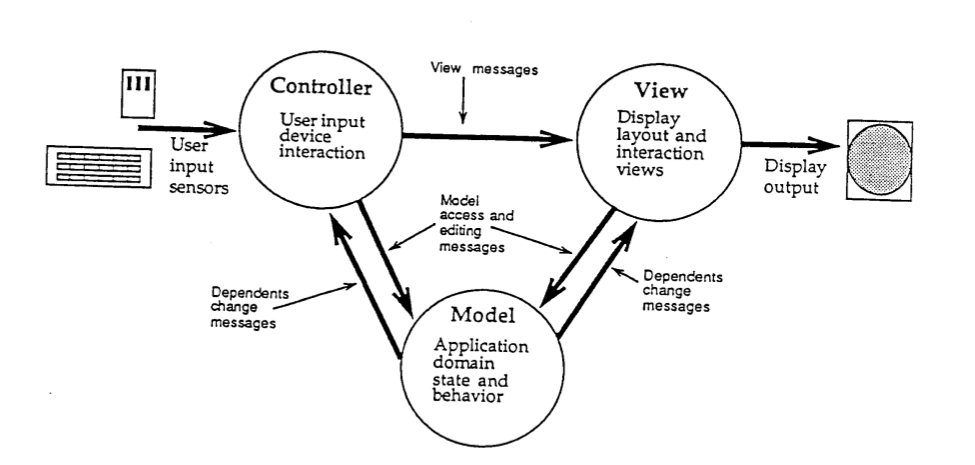 View messages
Controller
User input
device
interaction
View
Display
layout and
interaction
views
III
User
input
sensors
Display
output
Model
access and
editing
messages
Dependents
change
messages
Dependents
change
messages
Model
Application
domain
state and
behavior